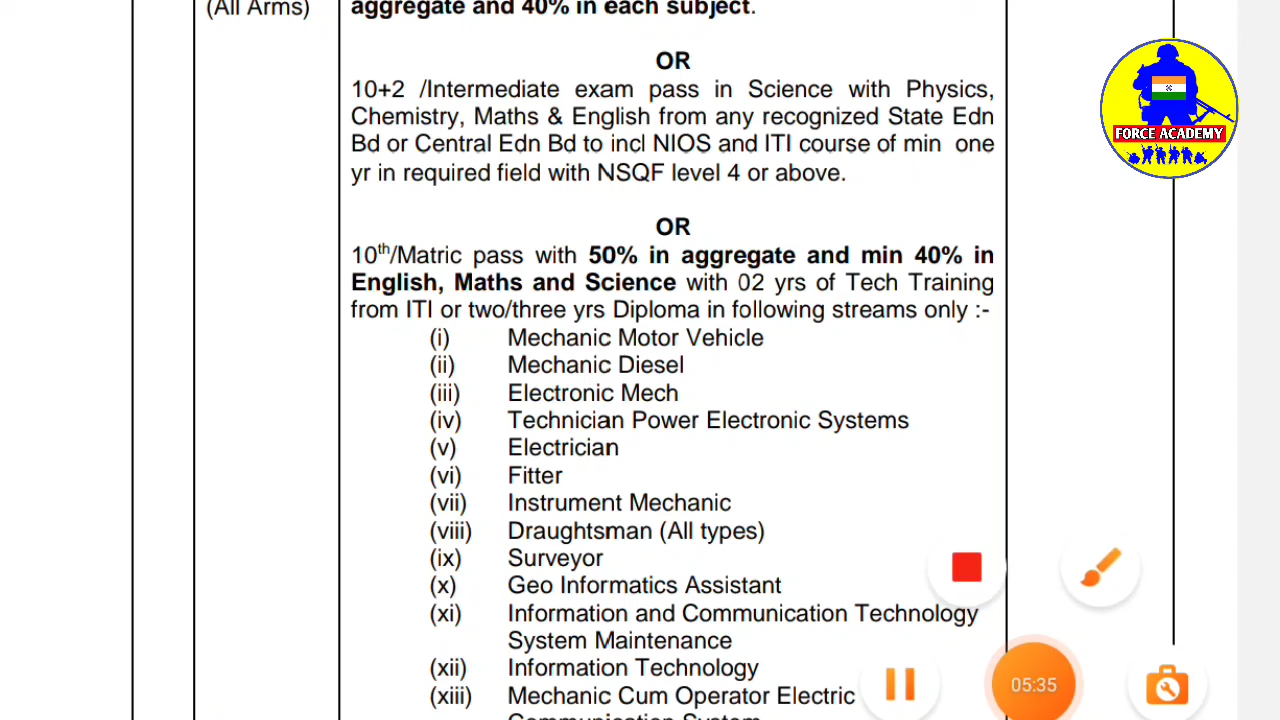 (All Arms)
aggregate and 40% in each subject.
OR
10+2 /Intermediate exam pass in Science with Physics,
Chemistry, Maths & English from any recognized State Edn
Bd or Central Edn Bd to incl NIOS and ITI course of min one
yr in required field with NSQF level 4 or above.
OR
10th/Matric pass with 50% in aggregate and min 40% in
English, Maths and Science with 02 yrs of Tech Training
from ITI or two/three yrs Diploma in following streams only :-
(i) Mechanic Motor Vehicle
(ii) Mechanic Diesel
(iii) Electronic Mech
(iv) Technician Power Electronic Systems
(v) Electrician
(vi) Fitter
(vii) Instrument Mechanic
(viii) Draughtsman (All types)
(ix) Surveyor
(x) Geo Informatics Assistant
(xi) Information and Communication Technology
System Maintenance
(xii) Information Technology
(xiii) Mechanic Cum Operator Electric
Communication System
FORCE ACADEMY
05:35